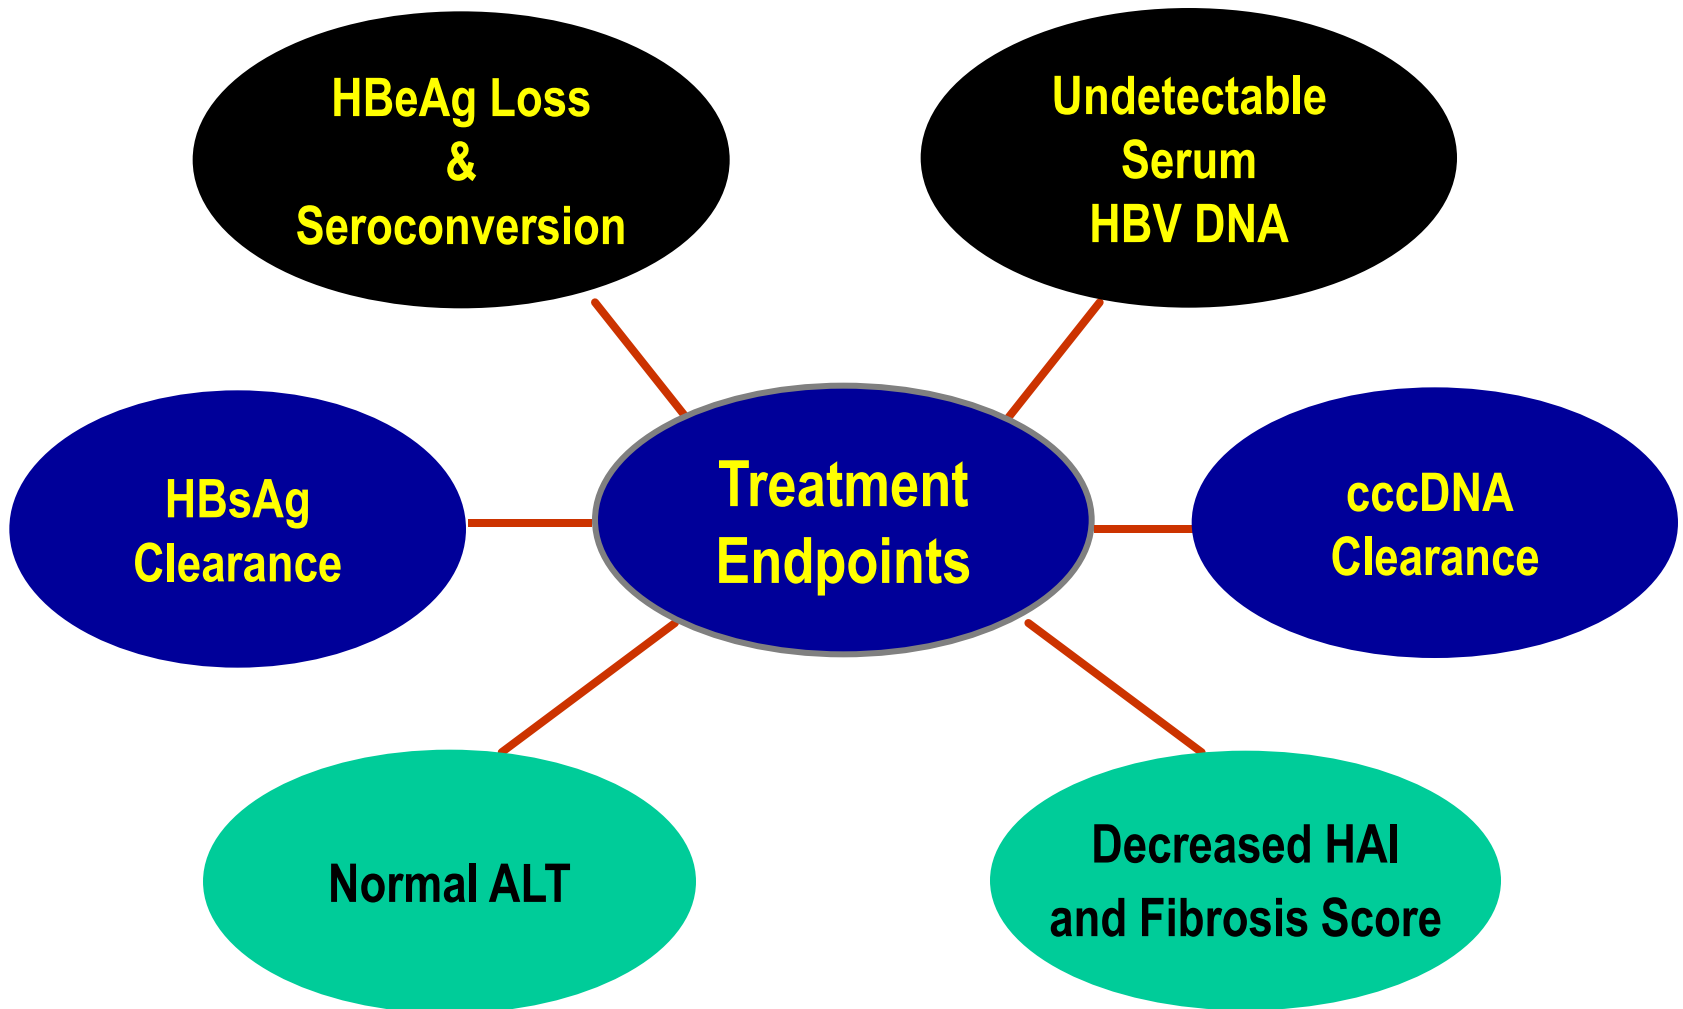 HBeAg Loss
&
Seroconversion
Undetectable
Serum
HBV DNA
HBsAg
Clearance
Treatment
Endpoints
cccDNA
Clearance
Normal ALT
Decreased HAI
and Fibrosis Score